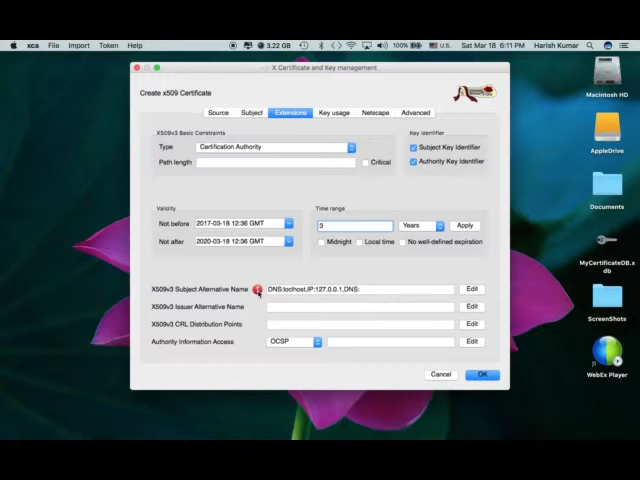 xca File Import Token Help 3.22 GB 100% U.S. Sat Mar 18 6:11 PM Harish Kumar
X Certificate and Key management
Create x509 Certificate
Source Subject Extensions Key usage Netscape Advanced
X509v3 Basic Constraints
Type Certification Authority
Path length Critical
Key identifier
Subject Key Identifier
Authority Key Identifier
Validity
Not before 2017-03-18 12:36 GMT
Not after 2020-03-18 12:36 GMT
Time range
3 Years Apply
Midnight Local time No well-defined expiration
X509v3 Subject Alternative Name DNS:loclhost,IP:127.0.0.1,DNS: Edit
X509v3 Issuer Alternative Name Edit
X509v3 CRL Distribution Points Edit
Authority Information Access OCSP Edit
Cancel OK
Macintosh HD
AppleDrive
Documents
MyCertificateDB.x
db
ScreenShots
WebEx Player